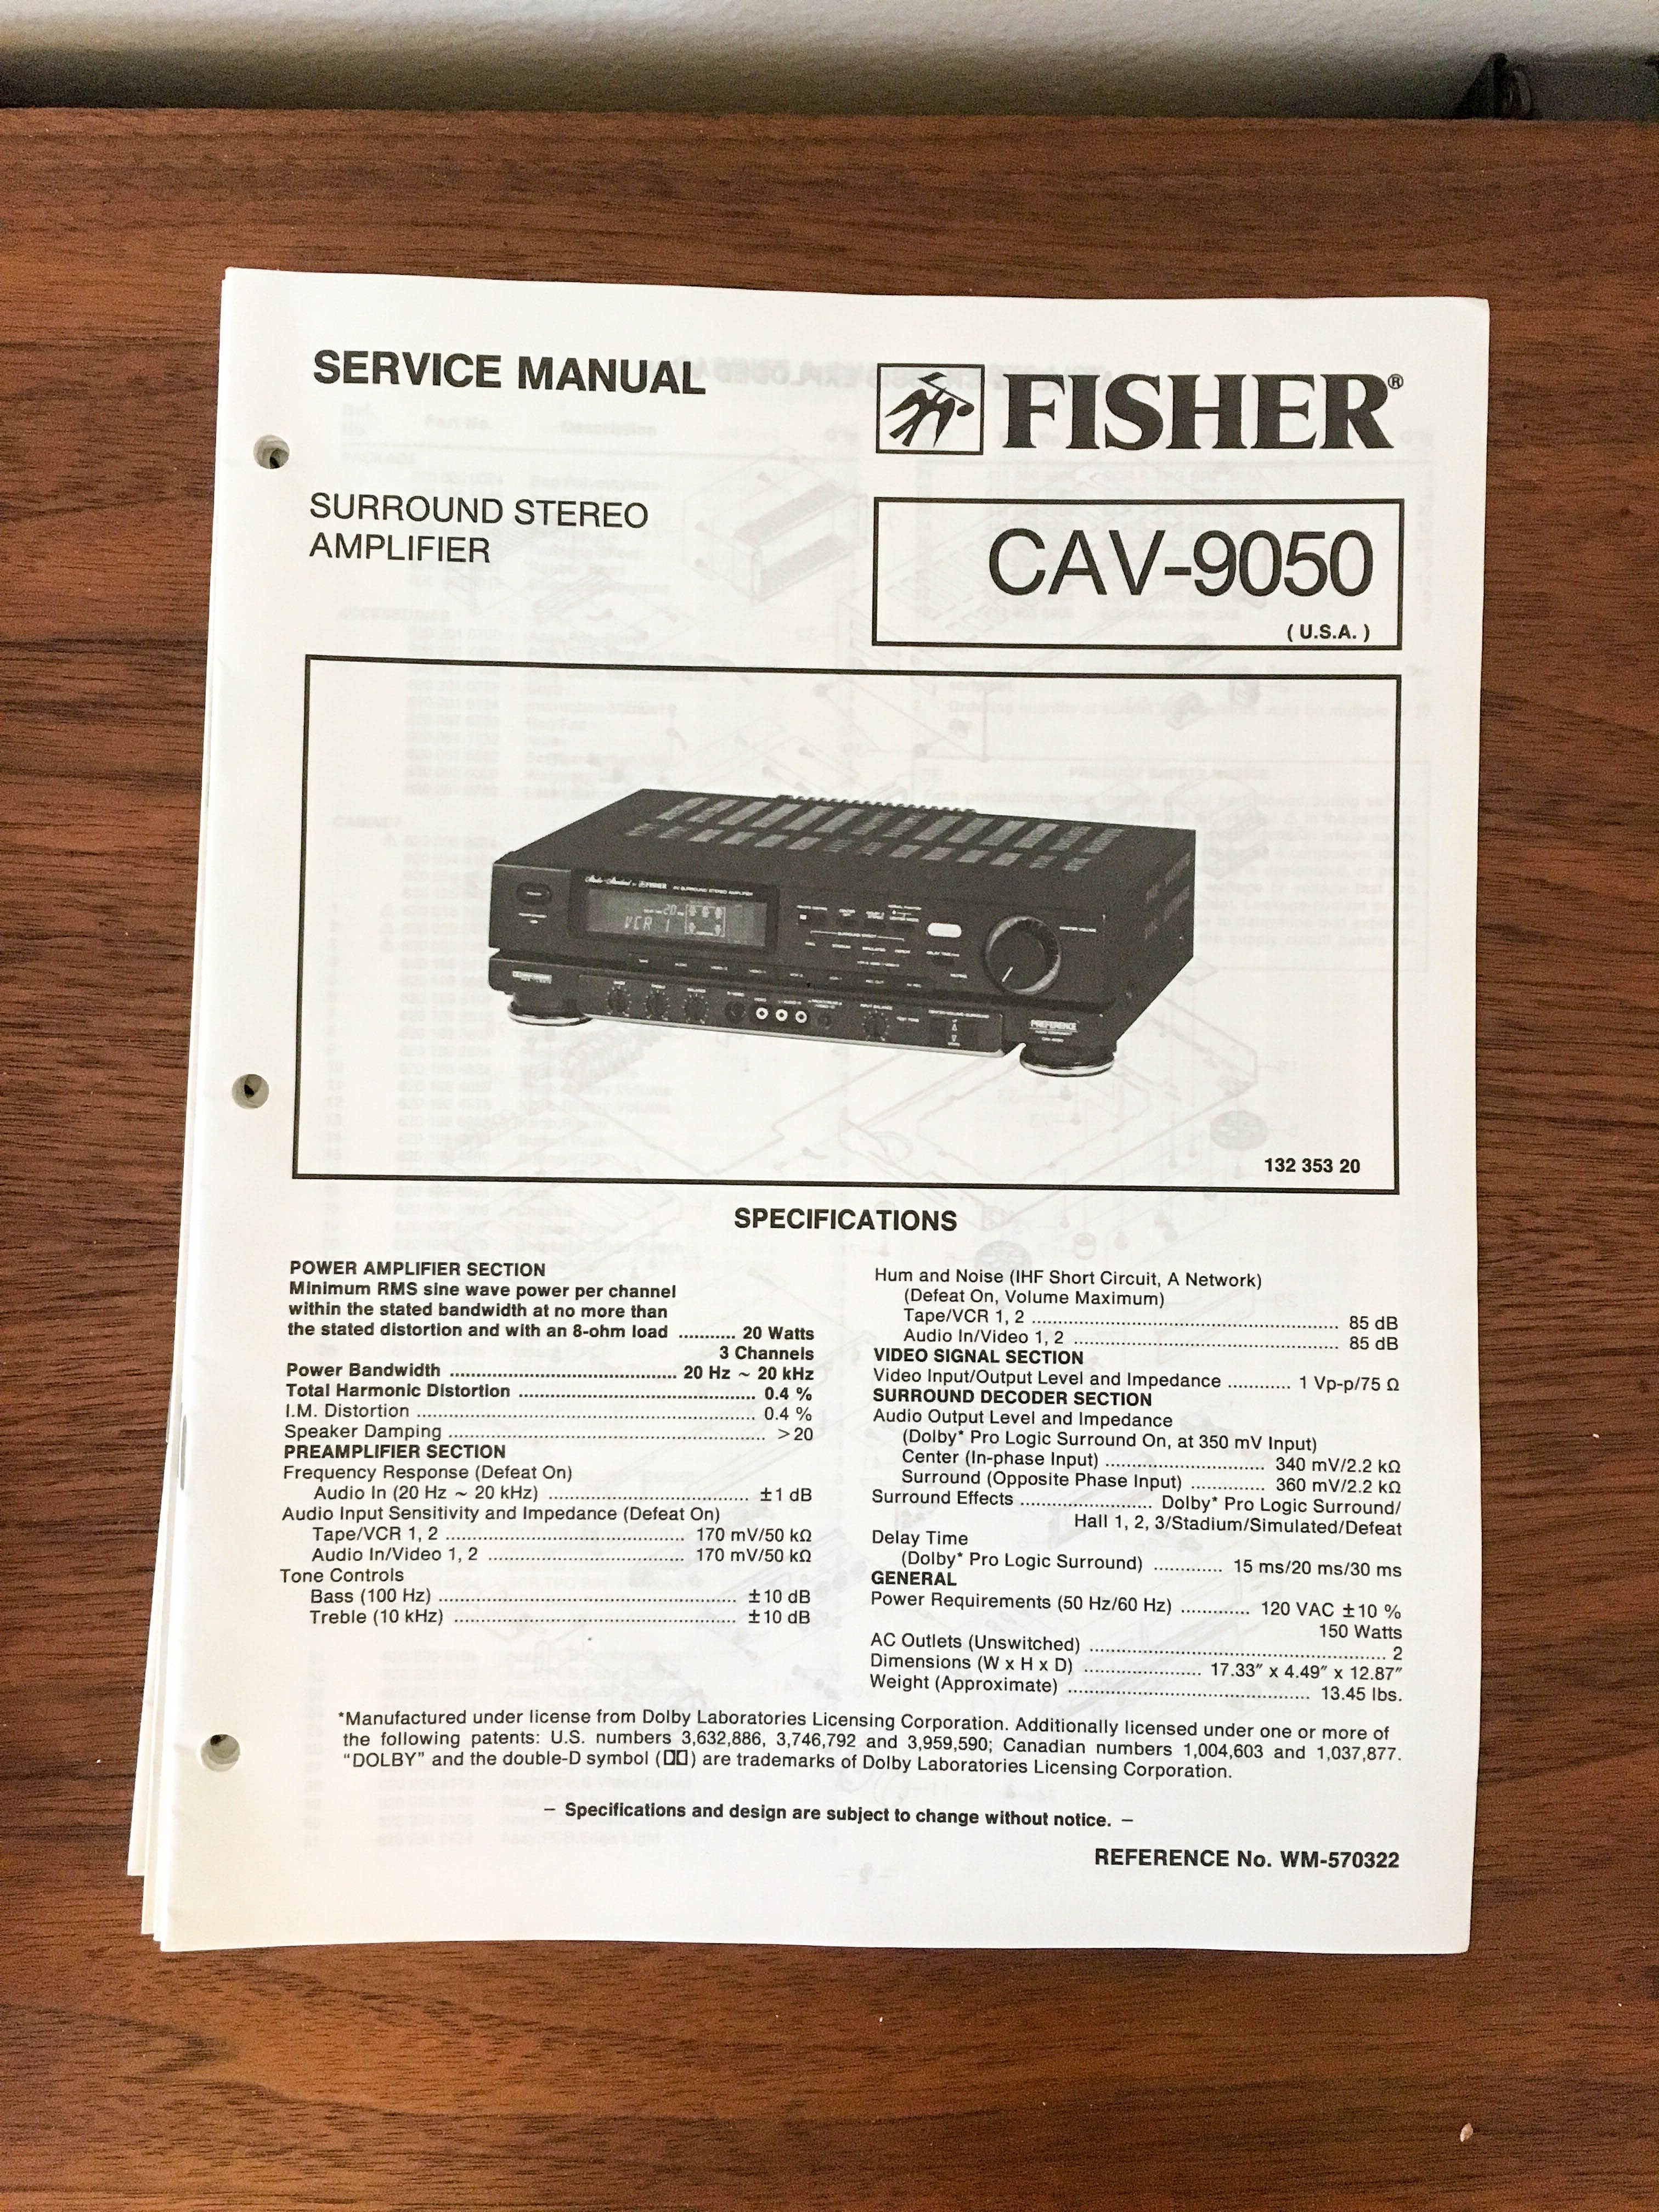 SERVICE MANUAL
FISHER®
SURROUND STEREO
AMPLIFIER
CAV-9050
( U.S.A. )
FISHER AV SURROUND STEREO AMPLIFIER
POWER
VCR 1
20
MASTER VOLUME
PREFERENCE
132 353 20
SPECIFICATIONS
POWER AMPLIFIER SECTION
Minimum RMS sine wave power per channel
within the stated bandwidth at no more than
the stated distortion and with an 8-ohm load ........... 20 Watts
3 Channels
Power Bandwidth ............................................ 20 Hz ~ 20 kHz
Total Harmonic Distortion .............................................. 0.4 %
I.M. Distortion .................................................................. 0.4 %
Speaker Damping ............................................................. >20
PREAMPLIFIER SECTION
Frequency Response (Defeat On)
Audio In (20 Hz ~ 20 kHz) ....................................... ±1 dB
Audio Input Sensitivity and Impedance (Defeat On)
Tape/VCR 1, 2 .............................................. 170 mV/50 kΩ
Audio In/Video 1, 2 ...................................... 170 mV/50 kΩ
Tone Controls
Bass (100 Hz) .......................................................... ±10 dB
Treble (10 kHz) ....................................................... ±10 dB
Hum and Noise (IHF Short Circuit, A Network)
(Defeat On, Volume Maximum)
Tape/VCR 1, 2 ................................................................ 85 dB
Audio In/Video 1, 2 .................................................... 85 dB
VIDEO SIGNAL SECTION
Video Input/Output Level and Impedance ............ 1 Vp-p/75 Ω
SURROUND DECODER SECTION
Audio Output Level and Impedance
(Dolby* Pro Logic Surround On, at 350 mV Input)
Center (In-phase Input) ............................... 340 mV/2.2 kΩ
Surround (Opposite Phase Input) .............. 360 mV/2.2 kΩ
Surround Effects .......................... Dolby* Pro Logic Surround/
Hall 1, 2, 3/Stadium/Simulated/Defeat
Delay Time
(Dolby* Pro Logic Surround) ............. 15 ms/20 ms/30 ms
GENERAL
Power Requirements (50 Hz/60 Hz) ............. 120 VAC ±10 %
150 Watts
AC Outlets (Unswitched) ......................................................... 2
Dimensions (W x H x D) ...................... 17.33″ x 4.49″ x 12.87″
Weight (Approximate) .............................................. 13.45 lbs.
*Manufactured under license from Dolby Laboratories Licensing Corporation. Additionally licensed under one or more of
the following patents: U.S. numbers 3,632,886, 3,746,792 and 3,959,590; Canadian numbers 1,004,603 and 1,037,877.
“DOLBY” and the double-D symbol (DD) are trademarks of Dolby Laboratories Licensing Corporation.
– Specifications and design are subject to change without notice. –
REFERENCE No. WM-570322